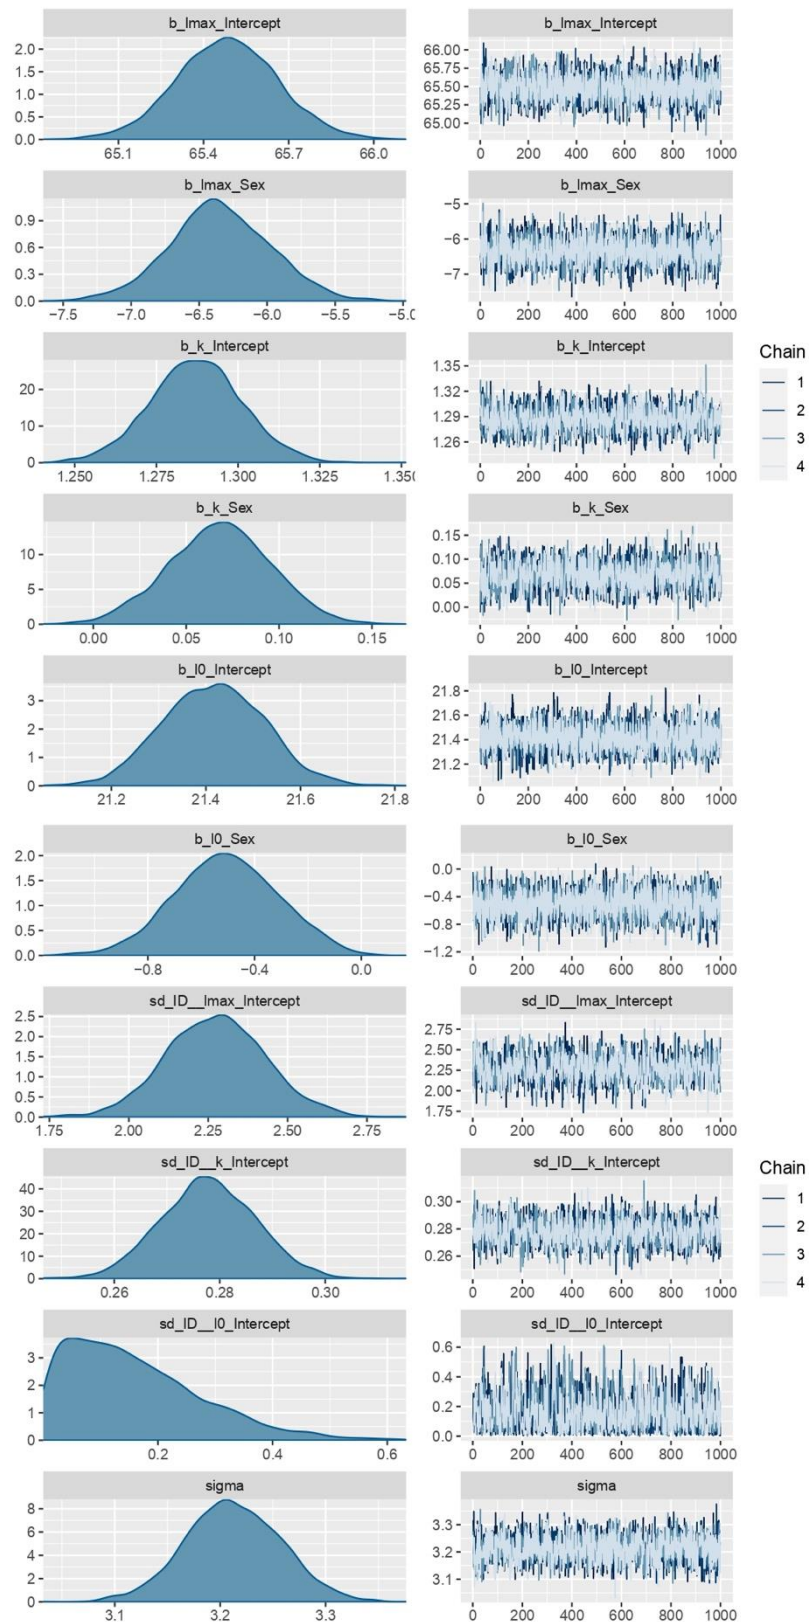 b_lmax_Intercept b_lmax_Intercept
2.0 66.00
1.5 65.75
1.0 65.50
0.5 65.25
0.0 65.00
65.1 65.4 65.7 66.0 0 200 400 600 800 1000
b_lmax_Sex b_lmax_Sex
0.9 −5
0.6 −6
0.3 −7
0.0
−7.5 −7.0 −6.5 −6.0 −5.5 0 200 400 600 800 1000
b_k_Intercept b_k_Intercept
20 1.35
10 1.32
0 1.29
1.26
1.250 1.275 1.300 1.325 0 200 400 600 800 1000
Chain
1
2
3
4
b_k_Sex b_k_Sex
10 0.15
5 0.10
0 0.05
0.00
0.00 0.05 0.10 0.15 0 200 400 600 800 1000
b_l0_Intercept b_l0_Intercept
3 21.8
2 21.6
1 21.4
0 21.2
21.2 21.4 21.6 21.8 0 200 400 600 800 1000
b_l0_Sex b_l0_Sex
2.0 0.0
1.5 −0.4
1.0 −0.8
0.5 −1.2
0.0
−0.8 −0.4 0.0 0 200 400 600 800 1000
sd_ID__lmax_Intercept sd_ID__lmax_Intercept
2.5 2.75
2.0 2.50
1.5 2.25
1.0 2.00
0.5 1.75
0.0
1.75 2.00 2.25 2.50 2.75 0 200 400 600 800 1000
sd_ID__k_Intercept sd_ID__k_Intercept
40 0.30
30 0.28
20 0.26
10
0
0.26 0.28 0.30 0 200 400 600 800 1000
Chain
1
2
3
4
sd_ID__l0_Intercept sd_ID__l0_Intercept
3 0.6
2 0.4
1 0.2
0 0.0
0.2 0.4 0.6 0 200 400 600 800 1000
sigma sigma
8 3.3
6 3.2
4 3.1
2
0
3.1 3.2 3.3 0 200 400 600 800 1000